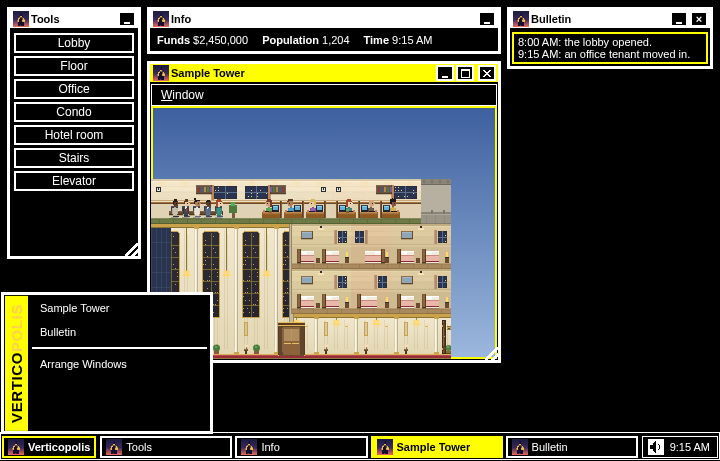 Tools
Lobby
Floor
Office
Condo
Hotel room
Stairs
Elevator
Info
Funds $2,450,000 Population 1,204 Time 9:15 AM
Bulletin
8:00 AM: the lobby opened.
9:15 AM: an office tenant moved in.
Sample Tower
Window
VERTICOPOLIS
Sample Tower
Bulletin
Arrange Windows
Verticopolis
Tools
Info
Sample Tower
Bulletin
9:15 AM